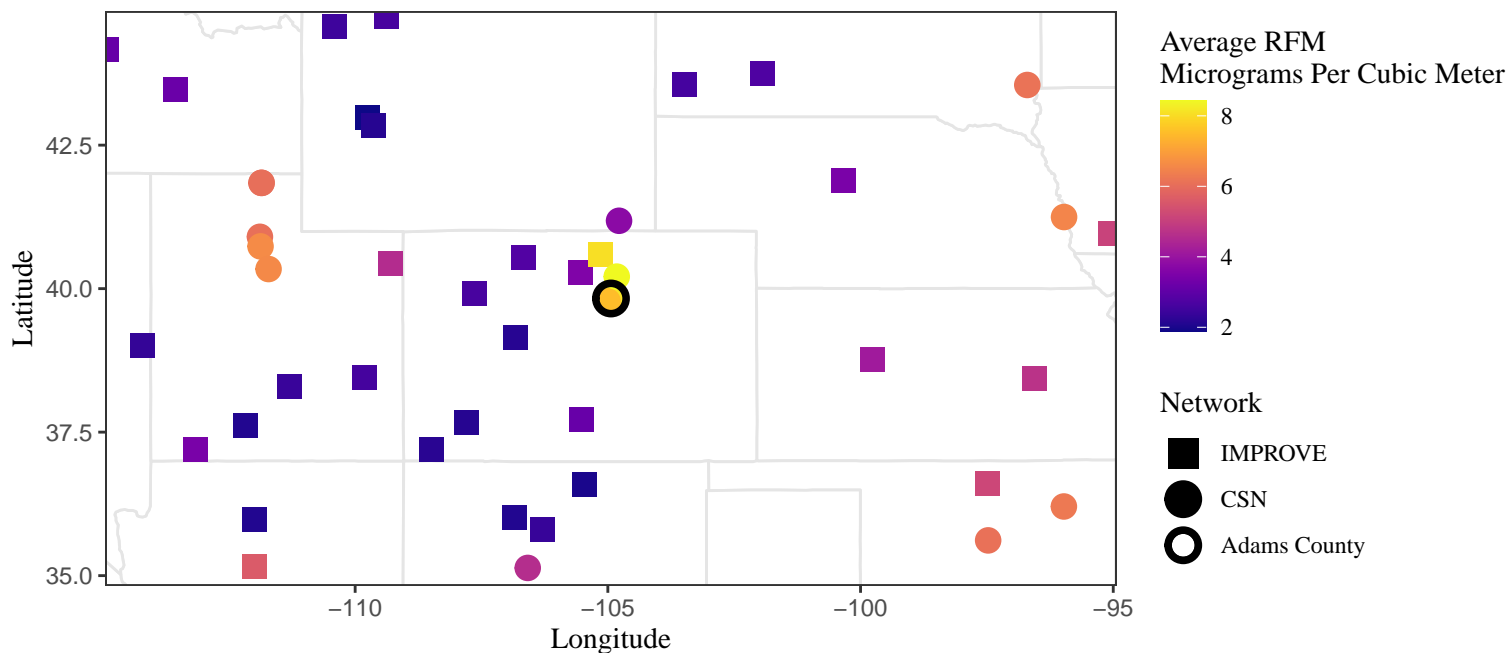 Average RFM
Micrograms Per Cubic Meter
8
6
4
2
Network
IMPROVE
CSN
Adams County
Latitude
42.5
40.0
37.5
35.0
−110
−105
−100
−95
Longitude